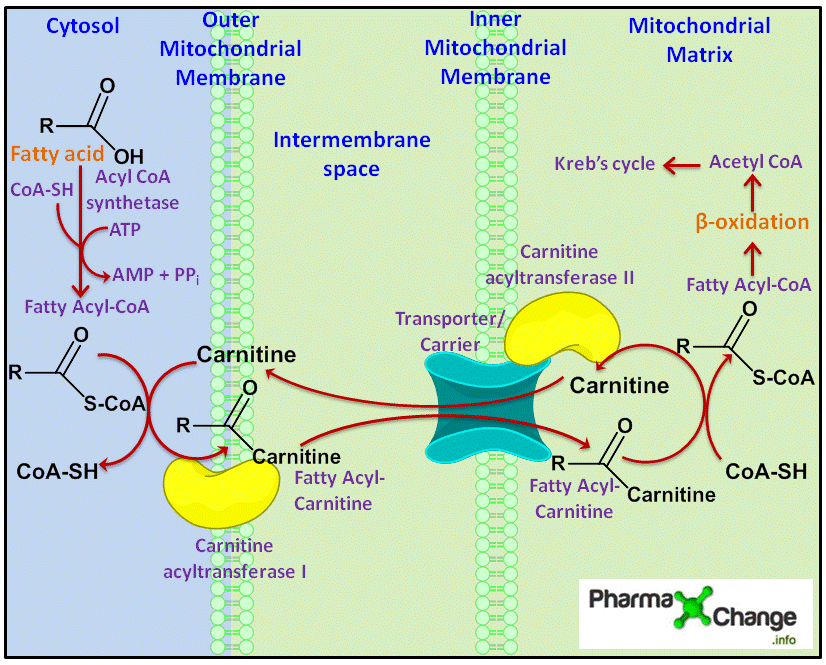 Cytosol
Outer
Mitochondrial
Membrane
Inner
Mitochondrial
Membrane
Mitochondrial
Matrix
Intermembrane
space
O
R
OH
Fatty acid
CoA-SH
Acyl CoA
synthetase
ATP
AMP + PPi
Fatty Acyl-CoA
O
R
S-CoA
CoA-SH
Carnitine
O
R
Carnitine
Fatty Acyl-
Carnitine
Carnitine
acyltransferase I
Transporter/
Carrier
Carnitine
acyltransferase II
Kreb's cycle
Acetyl CoA
β-oxidation
Fatty Acyl-CoA
O
R
S-CoA
Carnitine
O
R
Carnitine
Fatty Acyl-
Carnitine
CoA-SH
Pharma
Change
.info